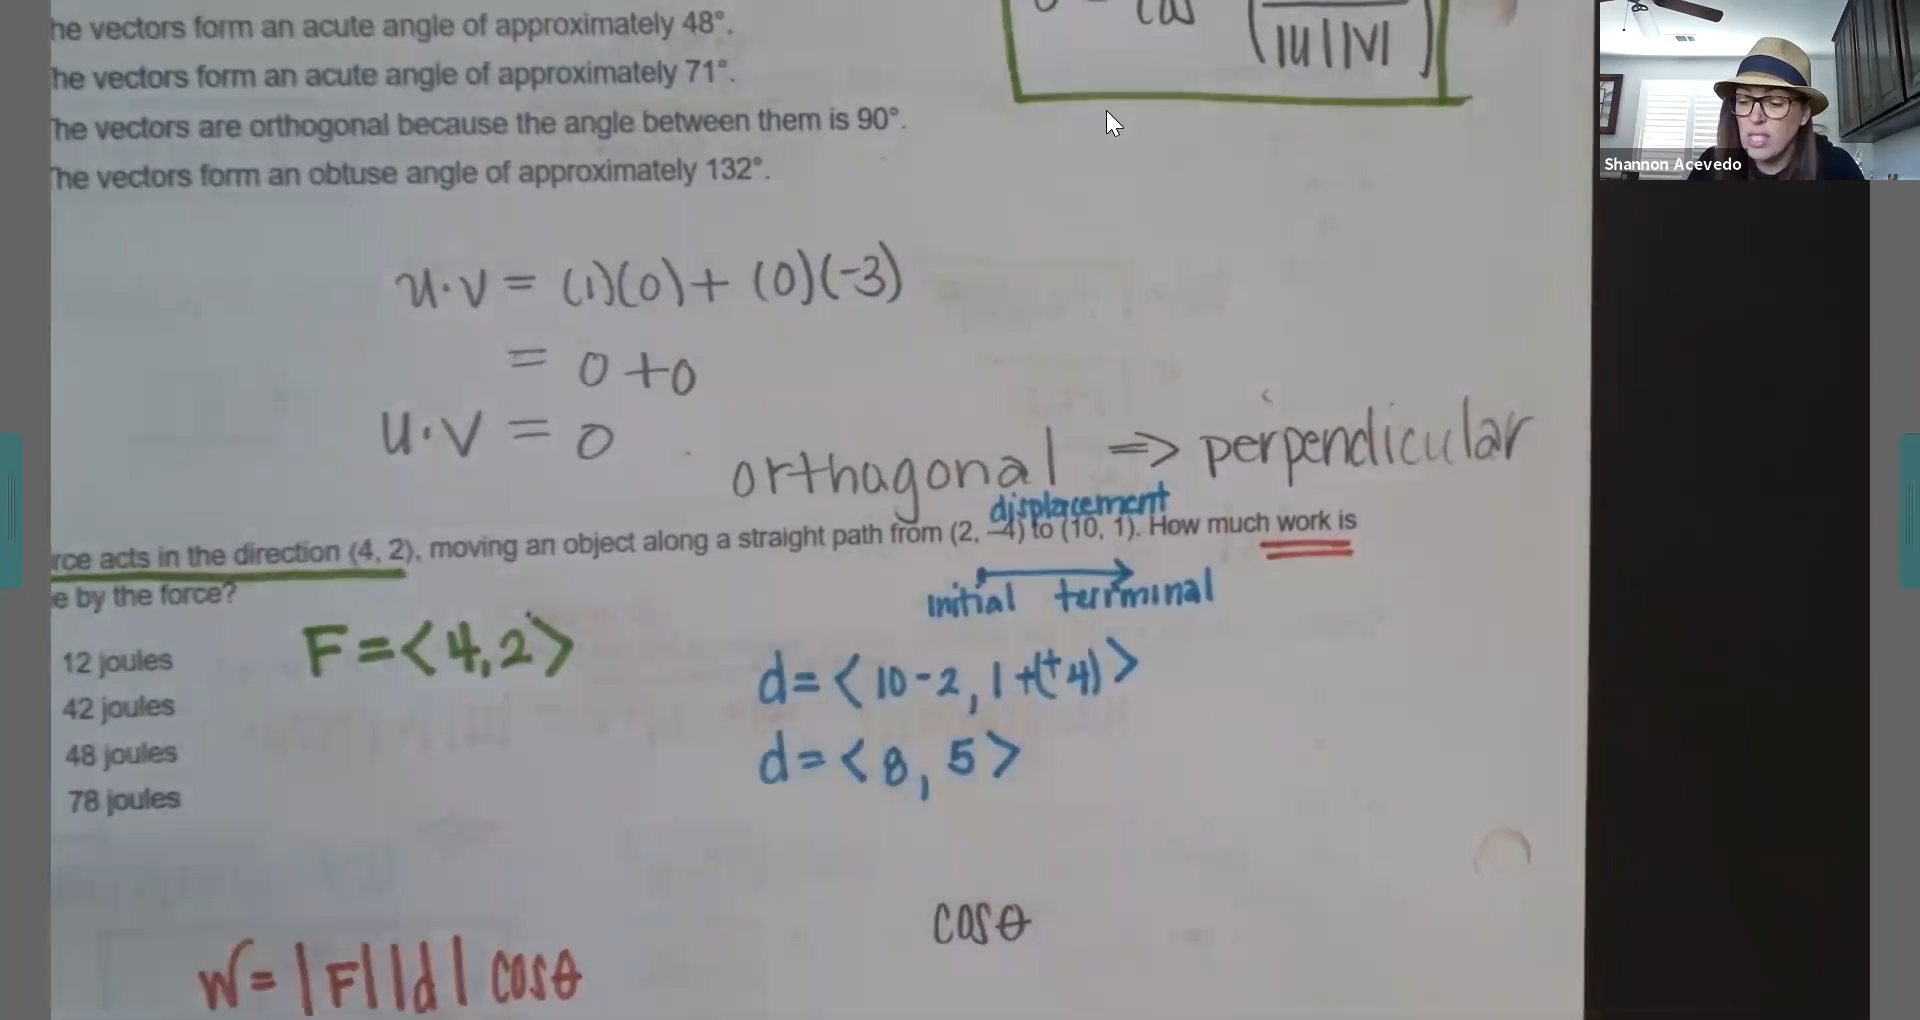 he vectors form an acute angle of approximately 48°.
he vectors form an acute angle of approximately 71°.
The vectors are orthogonal because the angle between them is 90°.
The vectors form an obtuse angle of approximately 132°.
|u||v|
Shannon Acevedo
u·v = (1)(0) + (0)(-3)
= 0 + 0
u·v = 0
orthagonal ⇒ perpendicular
displacement
rce acts in the direction (4, 2), moving an object along a straight path from (2, –4) to (10, 1). How much work is
e by the force?
initial terminal
F = <4, 2>
12 joules
42 joules
48 joules
78 joules
d = <10 - 2, 1 +(+4)>
d = <8, 5>
cos θ
W = |F||d| cos θ